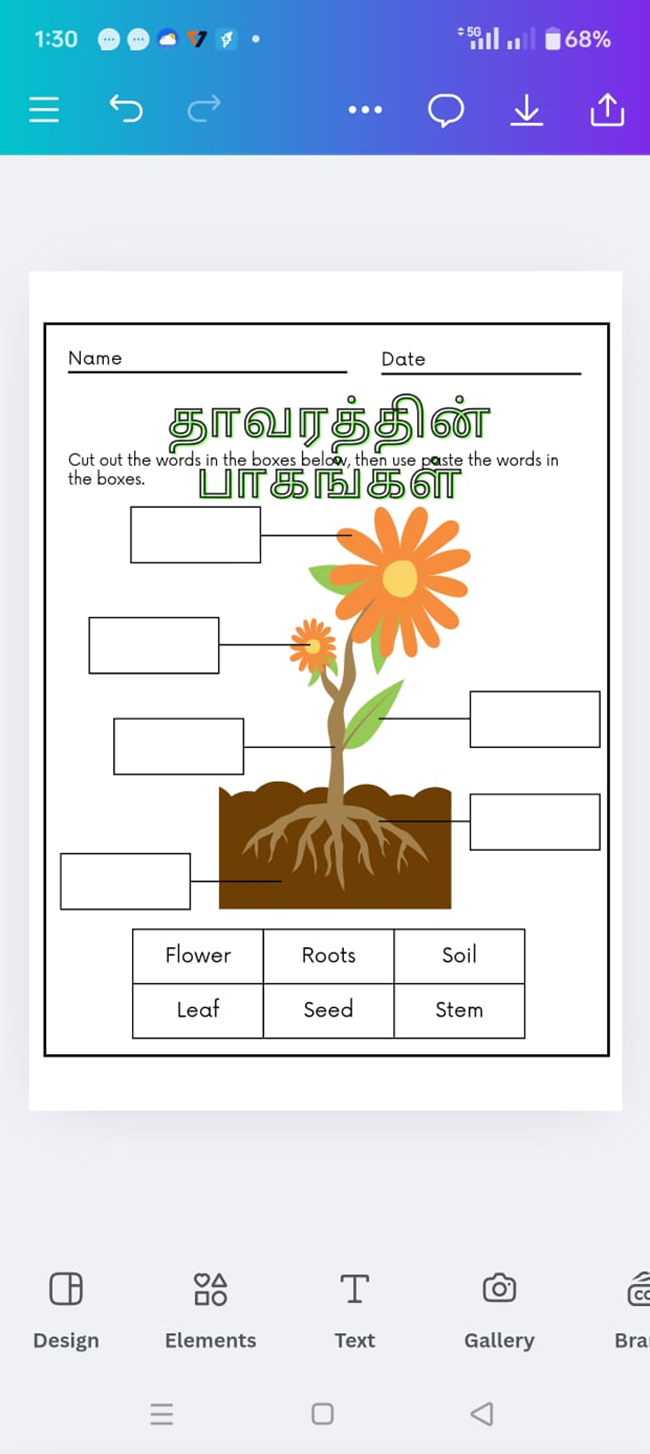 1:30
5G
68%
Name
Date
தாவரத்தின்
Cut out the words in the boxes below, then use paste the words in
the boxes.
பாகங்கள்
Flower Roots Soil
Leaf Seed Stem
Design Elements Text Gallery Bra